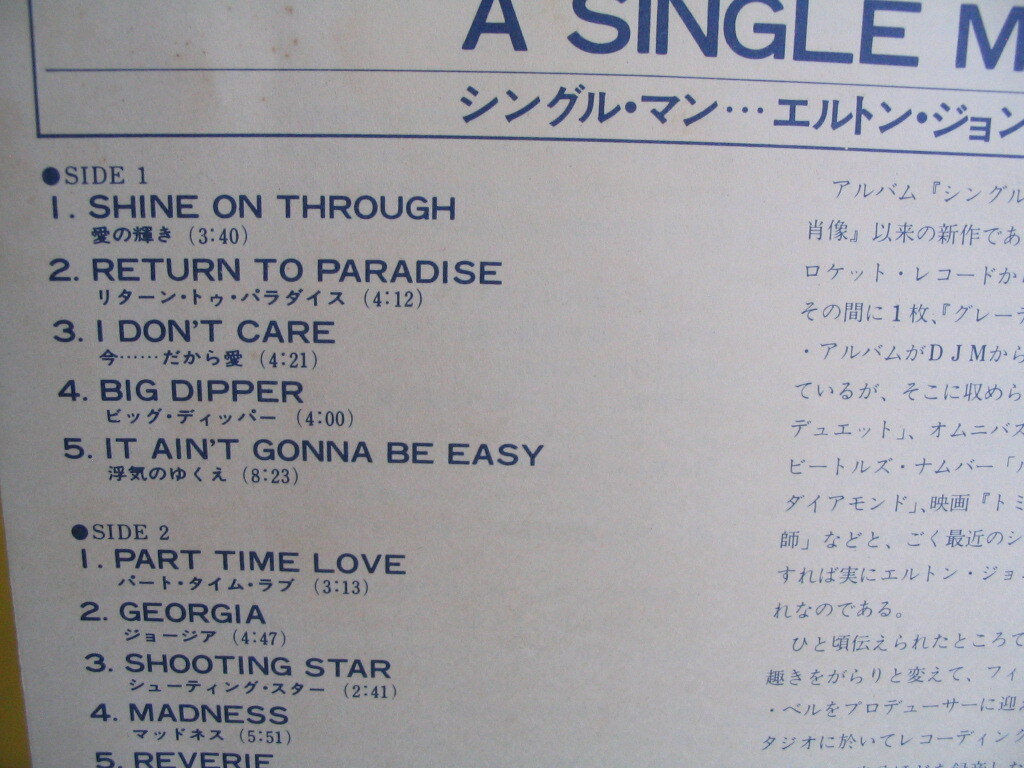 A SINGLE M
シングル・マン…エルトン・ジョン
●SIDE 1
1. SHINE ON THROUGH
愛の輝き (3:40)
2. RETURN TO PARADISE
リターン・トゥ・パラダイス (4:12)
3. I DON'T CARE
今……だから愛 (4:21)
4. BIG DIPPER
ビッグ・ディッパー (4:00)
5. IT AIN'T GONNA BE EASY
浮気のゆくえ (8:23)
●SIDE 2
1. PART TIME LOVE
パート・タイム・ラブ (3:13)
2. GEORGIA
ジョージア (4:47)
3. SHOOTING STAR
シューティング・スター (2:41)
4. MADNESS
マッドネス (5:51)
5. REVERIE
アルバム『シングル
肖像』以来の新作であ
ロケット・レコードか
その間に1枚、『グレー
・アルバムがDJMから
ているが、そこに収め
デュエット」、オムニバス
ビートルズ・ナムバー「
ダイアモンド」、映画『トミ
師」などと、ごく最近のシ
すれば実にエルトン・ジョ
れなのである。
ひと頃伝えられたところで
趣きをがらりと変えて、フィ
・ベルをプロデューサーに迎
タジオに於いてレコーディング